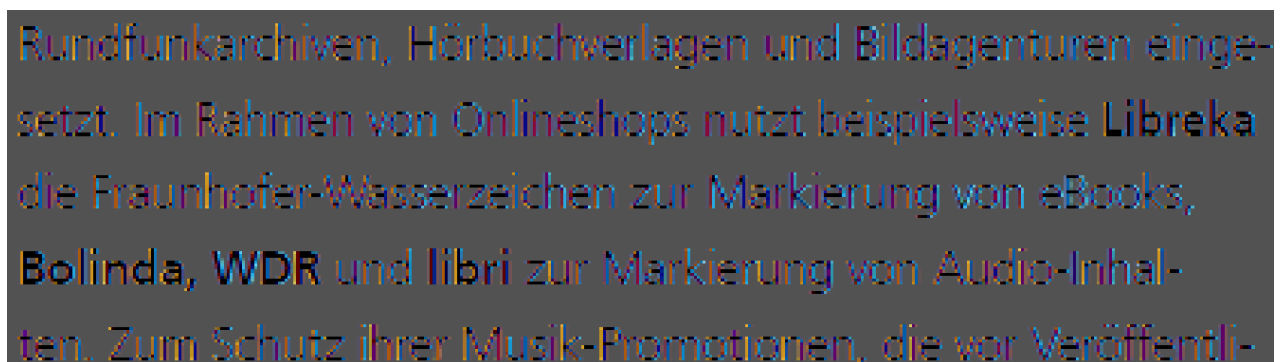 Rundfunkarchiven, Hörbuchverlagen und Bildagenturen einge-
setzt. Im Rahmen von Onlineshops nutzt beispielsweise Libreka
die Fraunhofer-Wasserzeichen zur Markierung von eBooks,
Bolinda, WDR und libri zur Markierung von Audio-Inhal-
ten. Zum Schutz ihrer Musik-Promotionen, die vor Veröffentli-